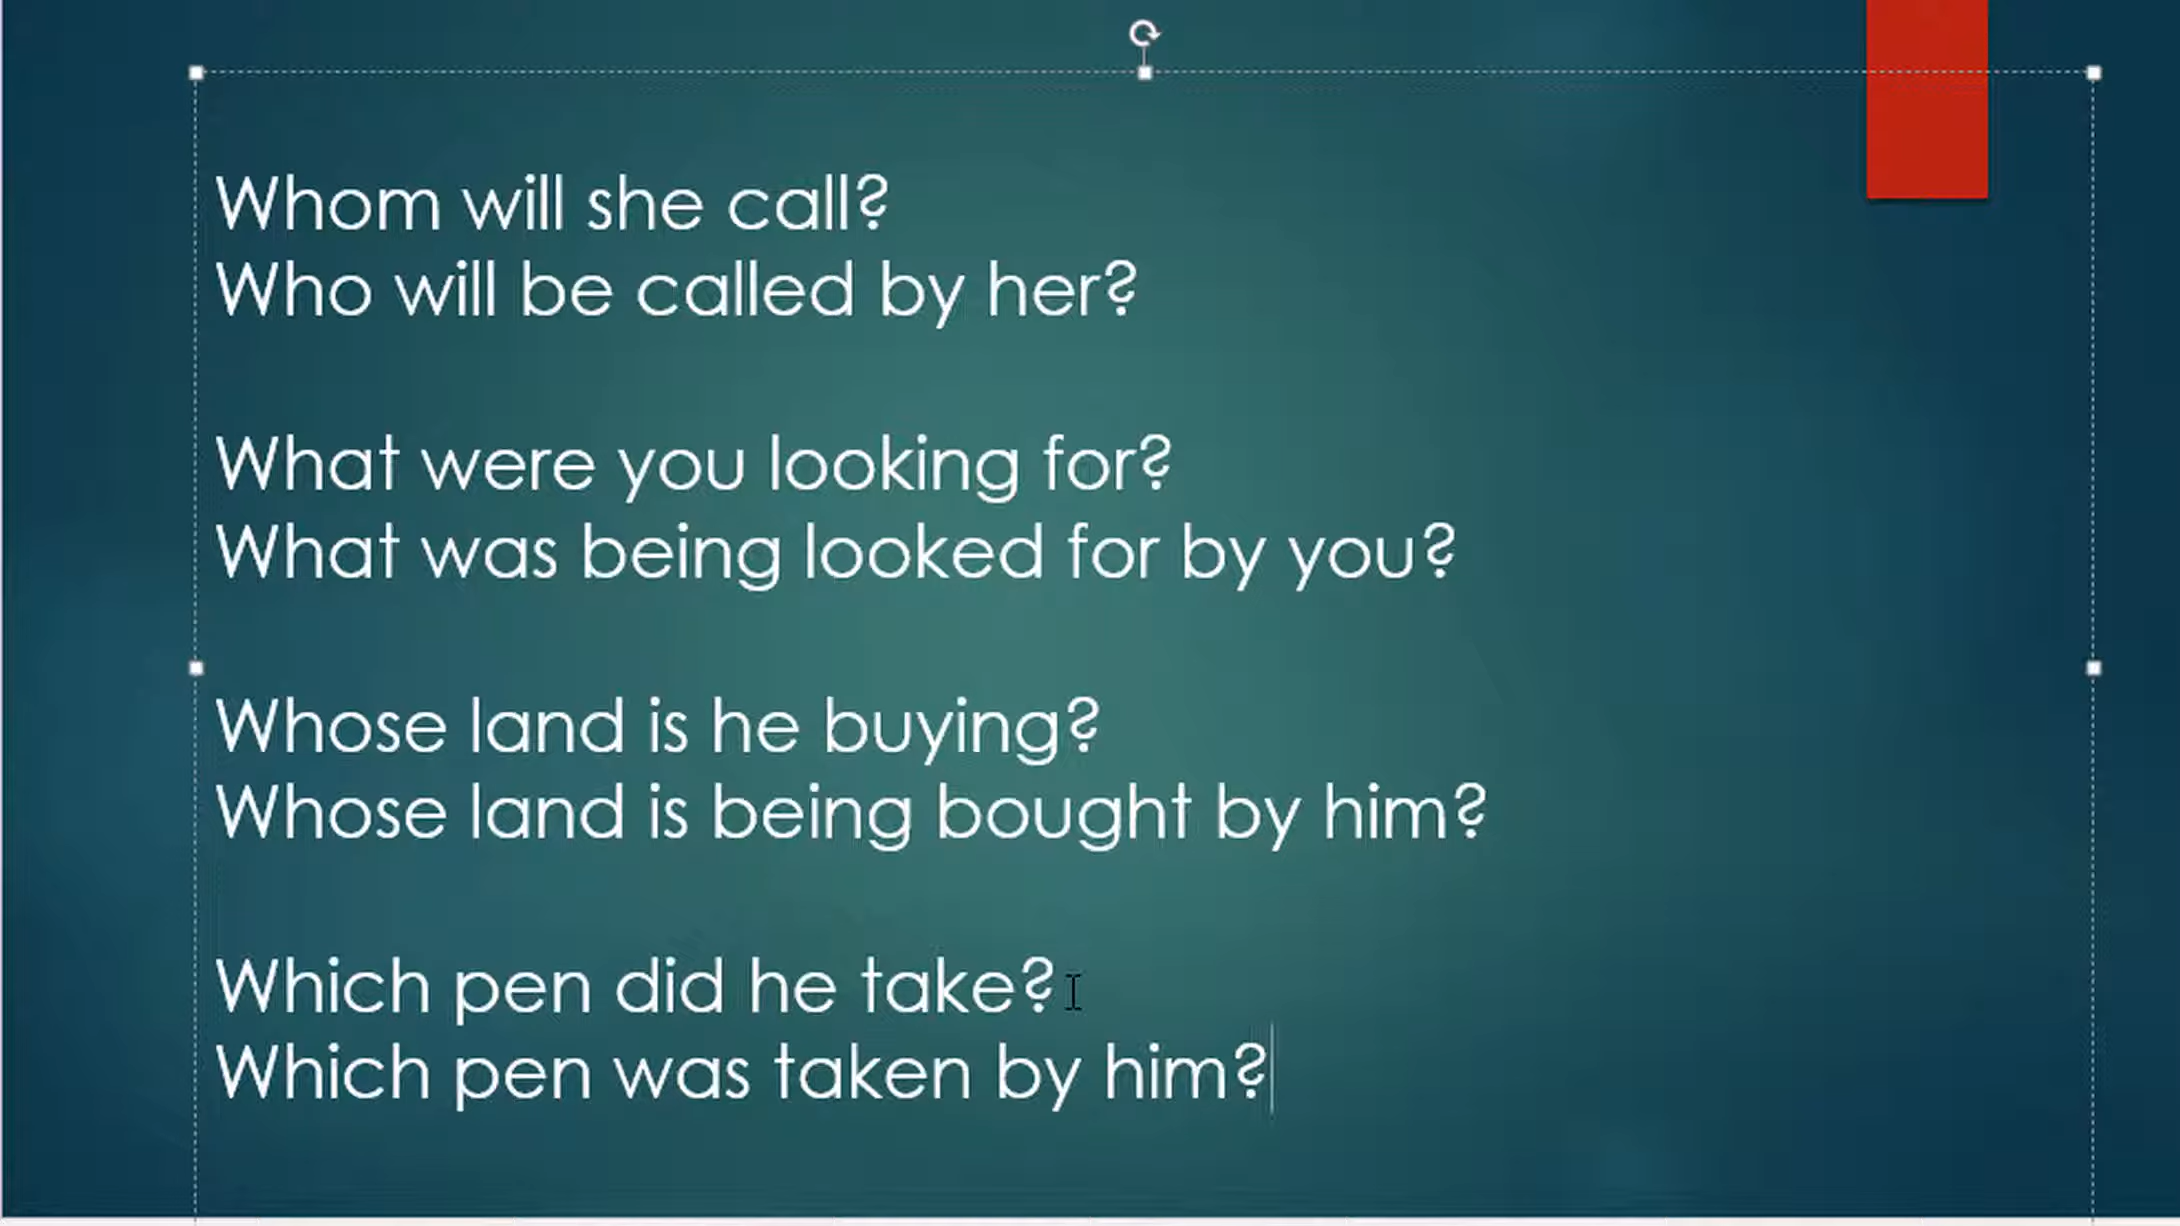 Whom will she call?
Who will be called by her?
What were you looking for?
What was being looked for by you?
Whose land is he buying?
Whose land is being bought by him?
Which pen did he take?
Which pen was taken by him?